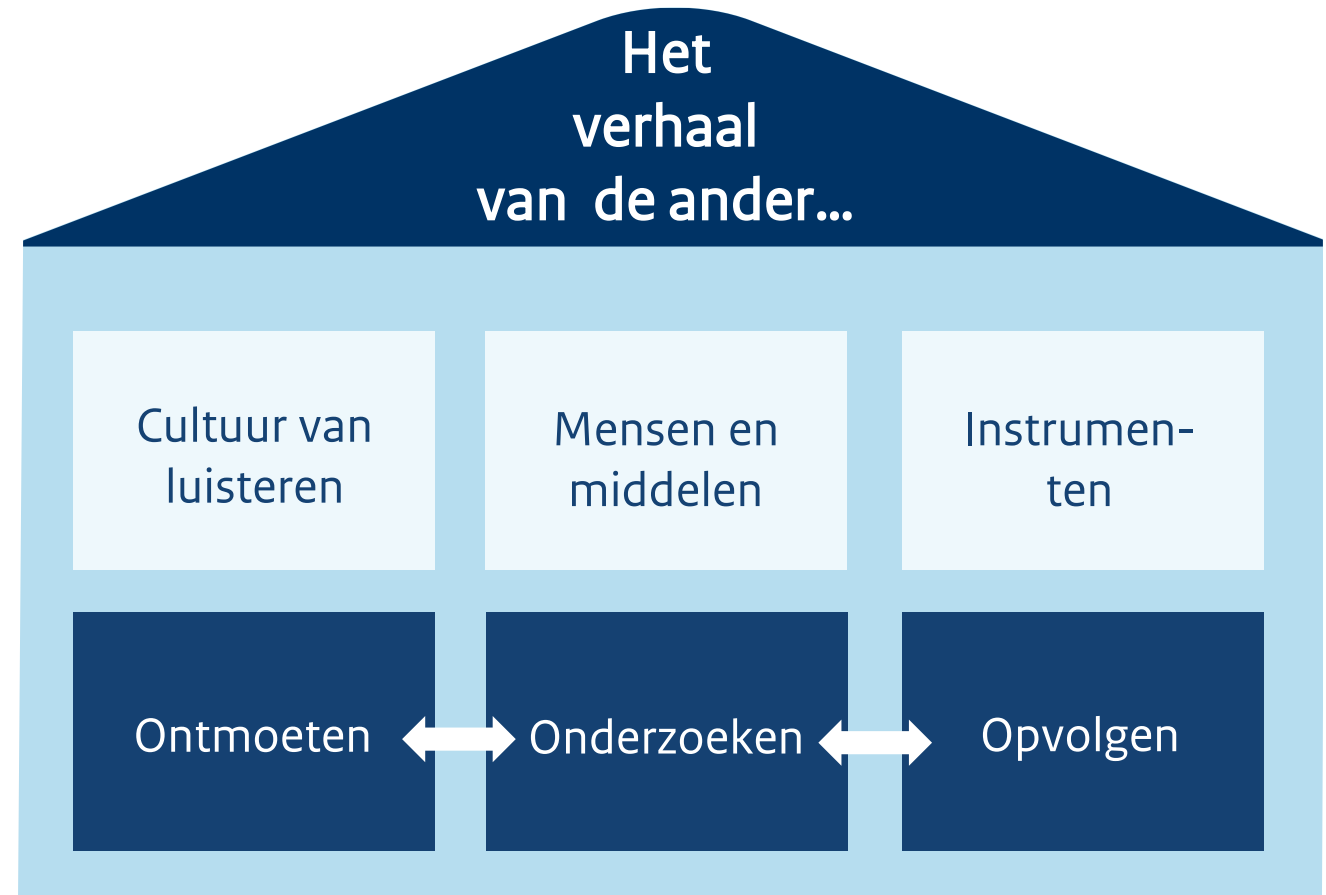 Het
verhaal
van de ander...
Cultuur van
luisteren
Mensen en
middelen
Instrumen-
ten
Ontmoeten
Onderzoeken
Opvolgen